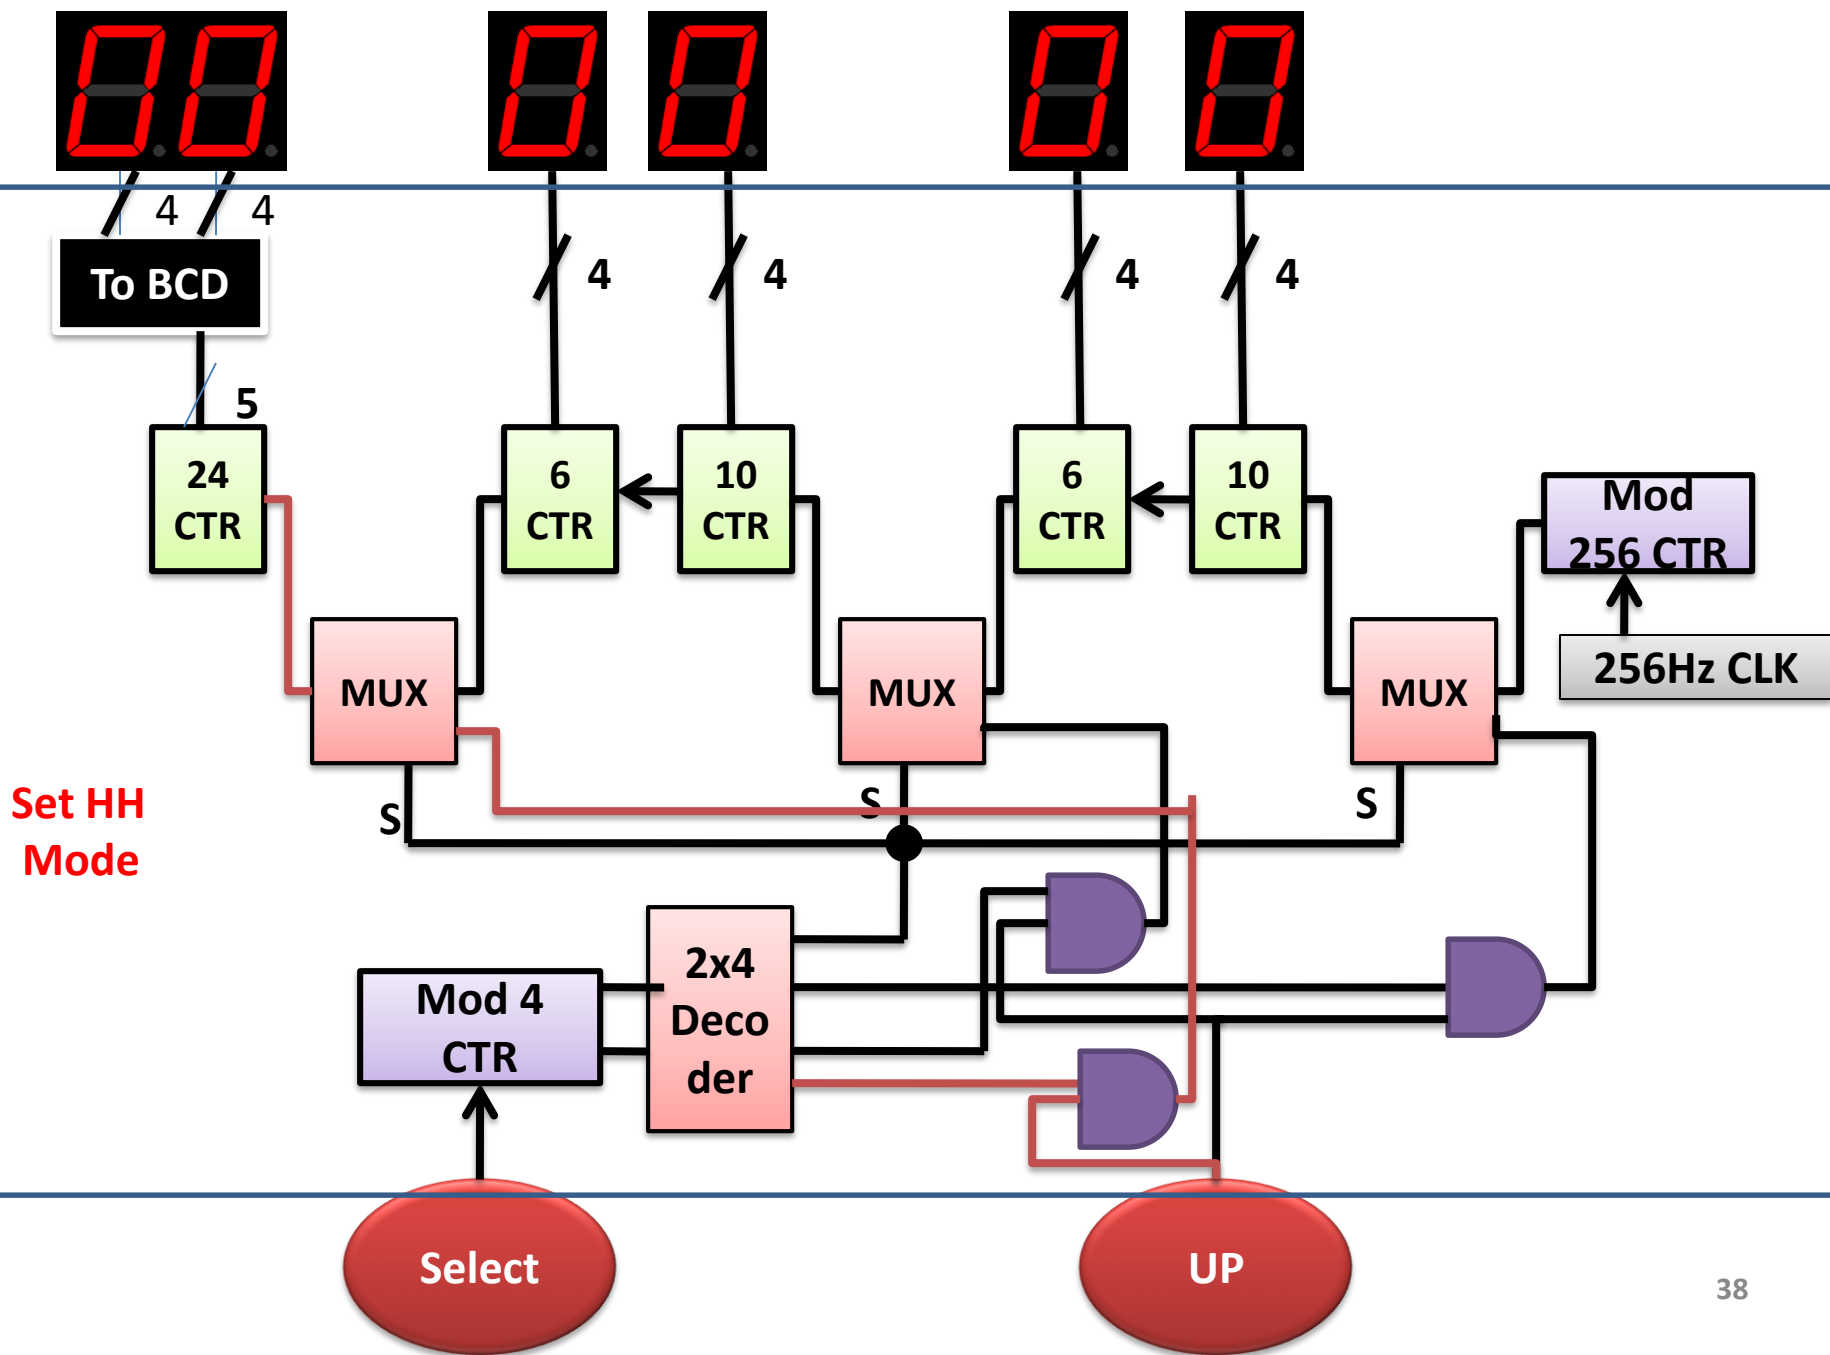 4 4
4 4 4 4
To BCD
5
24 CTR
6 CTR
10 CTR
6 CTR
10 CTR
Mod
256 CTR
256Hz CLK
MUX
MUX
MUX
S
S
S
Set HH
Mode
2x4
Deco
der
Mod 4
CTR
Select
UP
38